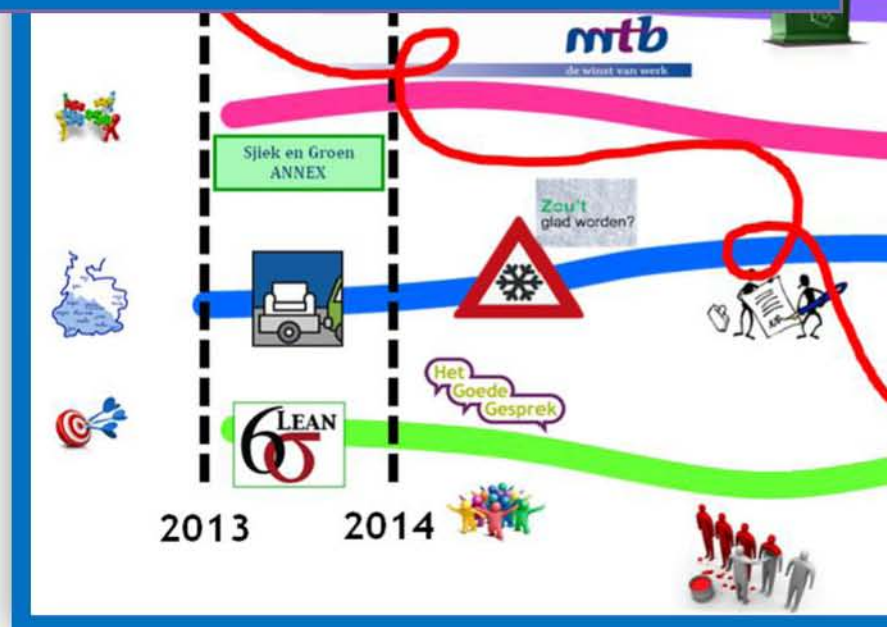 mtb
de winst van werk
Sjiek en Groen
ANNEX
Zou't
glad worden?
Het
Goede
Gesprek
6σ LEAN
2013
2014